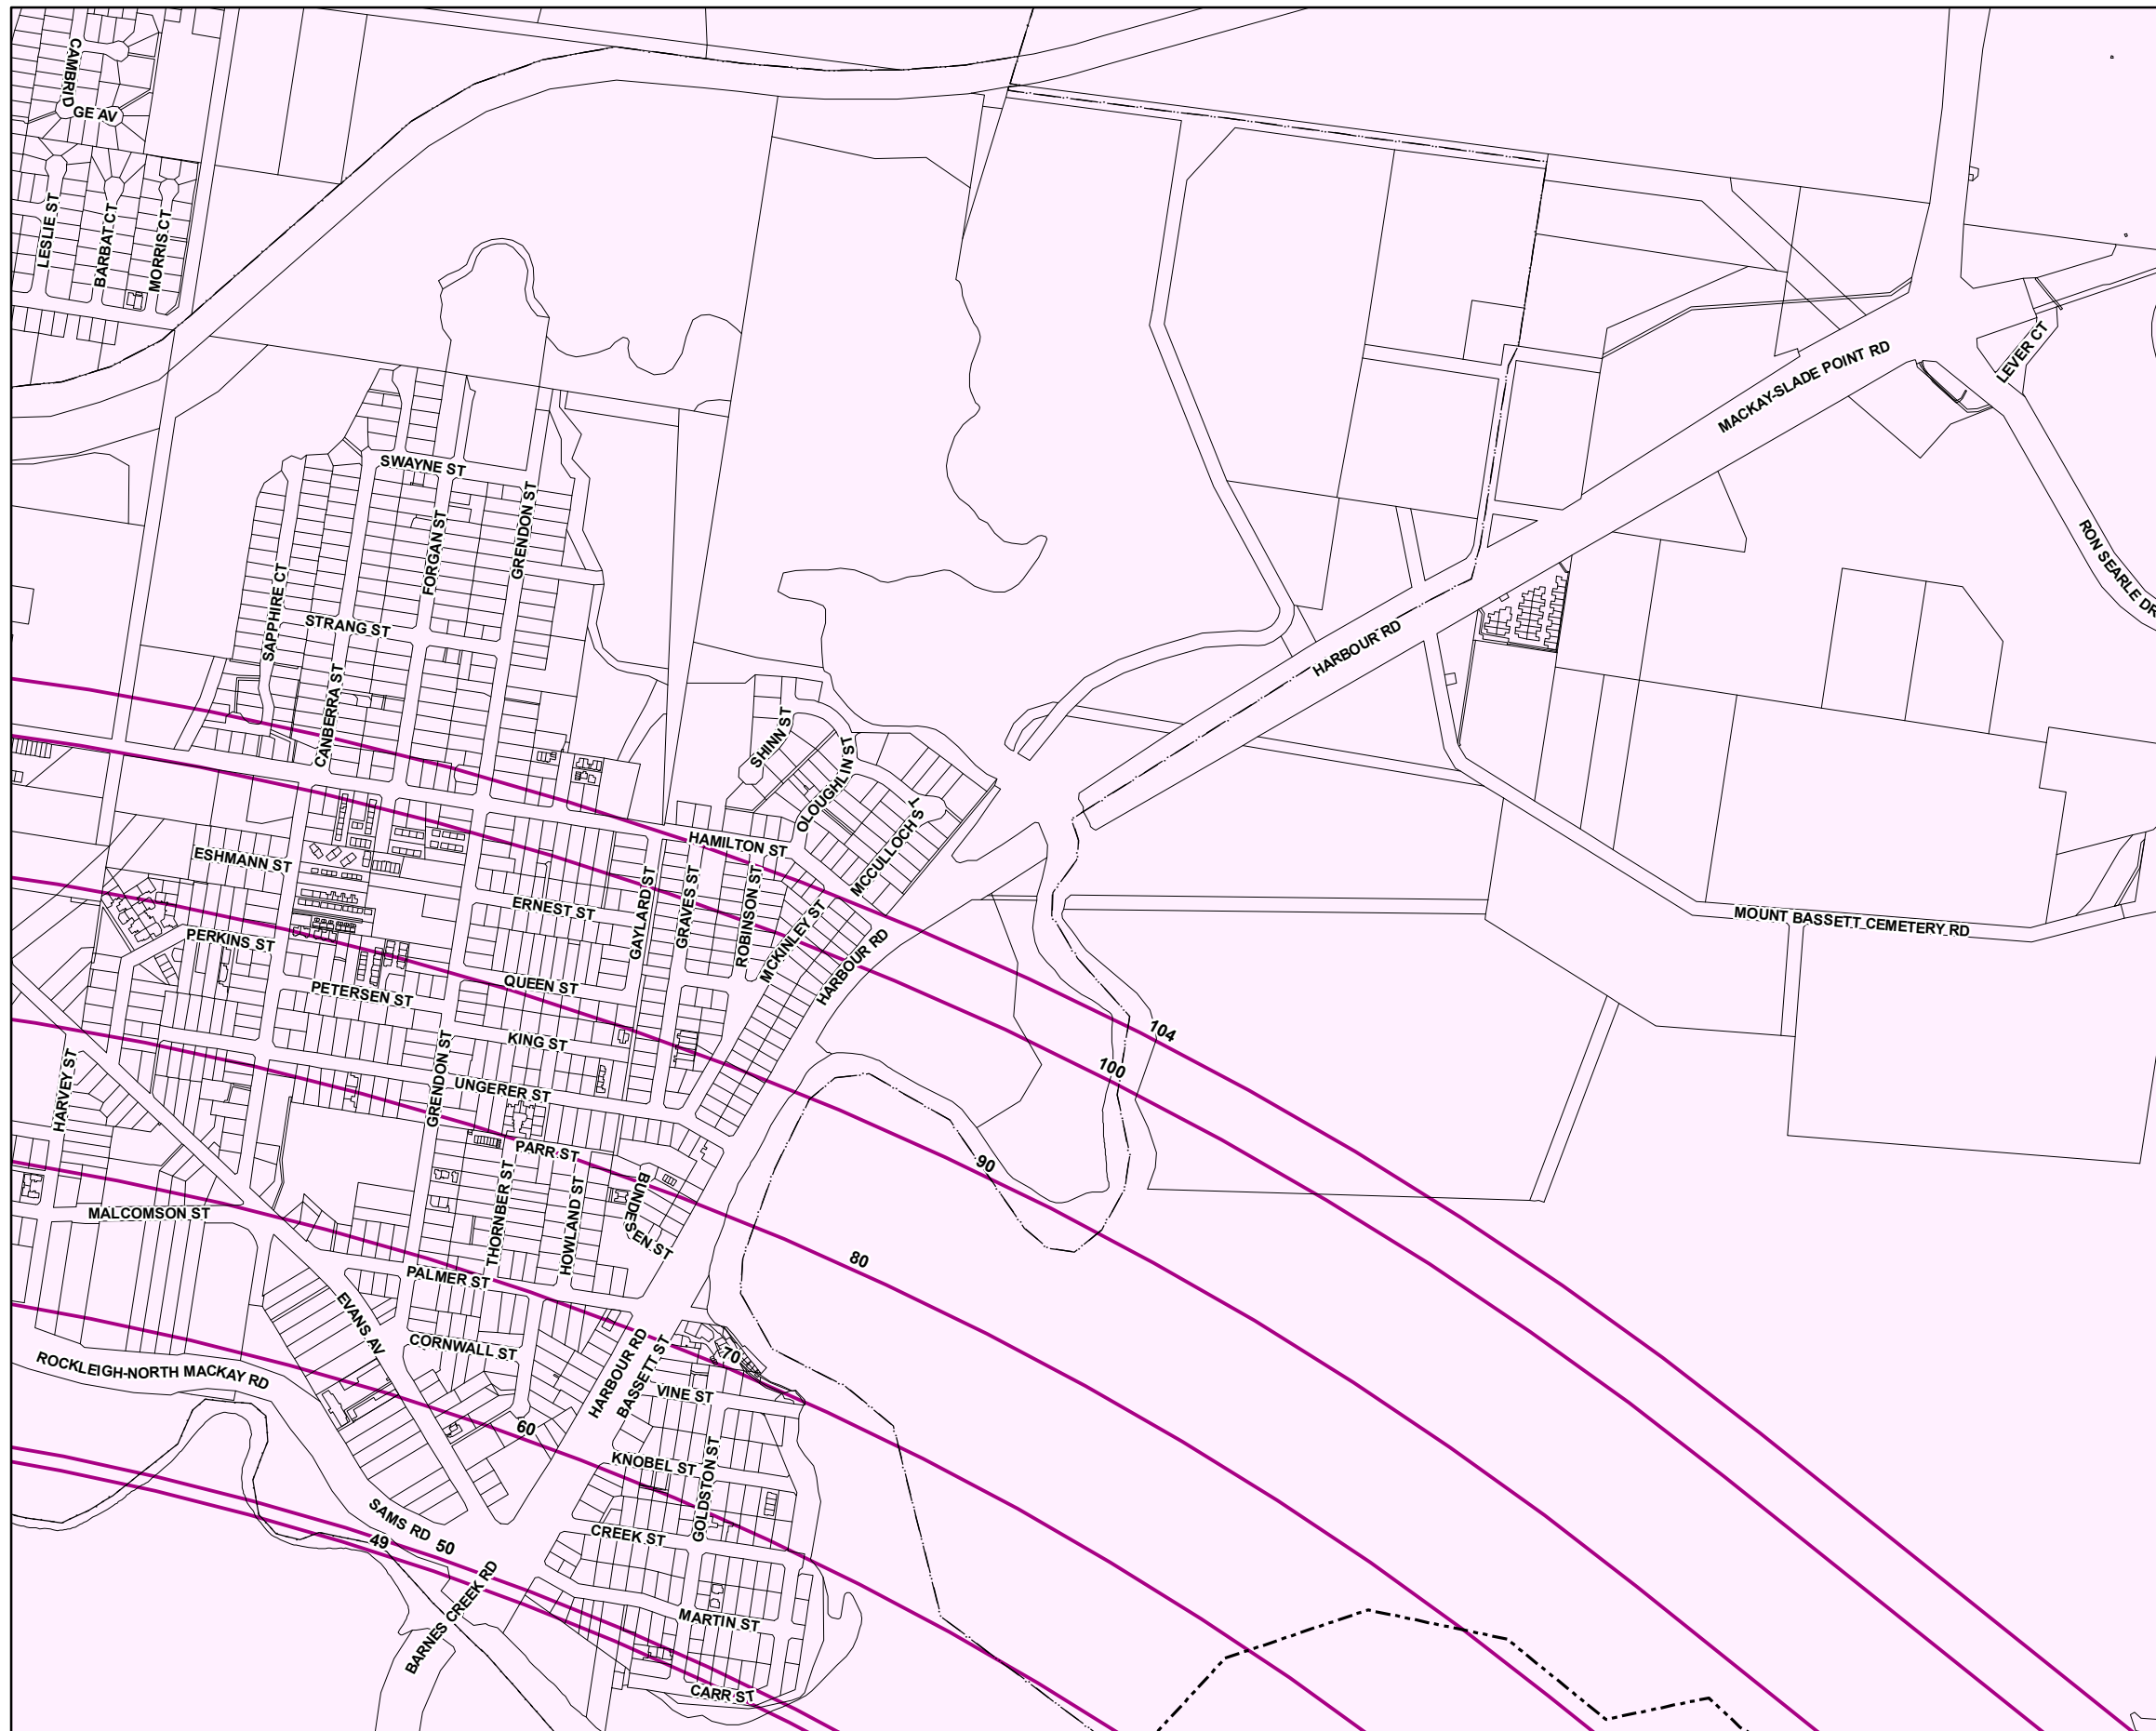 CAMBRID
GE AV
LESLIE ST
BARBAT CT
MORRIS CT
LEVER CT
MACKAY-SLADE POINT RD
RON SEARLE DR
SWAYNE ST
FORGAN ST
GRENDON ST
SAPPHIRE CT
STRANG ST
CANBERRA ST
HARBOUR RD
SHINN ST
OLOUGHLIN ST
MCCULLOCH ST
HAMILTON ST
ESHMANN ST
ERNEST ST
GAYLARD ST
GRAVES ST
ROBINSON ST
MCKINLEY ST
HARBOUR RD
MOUNT BASSETT CEMETERY RD
PERKINS ST
PETERSEN ST
QUEEN ST
KING ST
104
100
HARVEY ST
GRENDON ST
UNGERER ST
PARR ST
90
THORNBER ST
HOWLAND ST
BUNDES
EN ST
MALCOMSON ST
80
PALMER ST
EVANS AV
CORNWALL ST
HARBOUR RD
BASSETT ST
70
ROCKLEIGH-NORTH MACKAY RD
VINE ST
60
KNOBEL ST
GOLDSTON ST
SAMS RD
50
49
CREEK ST
BARNES CREEK RD
MARTIN ST
CARR ST